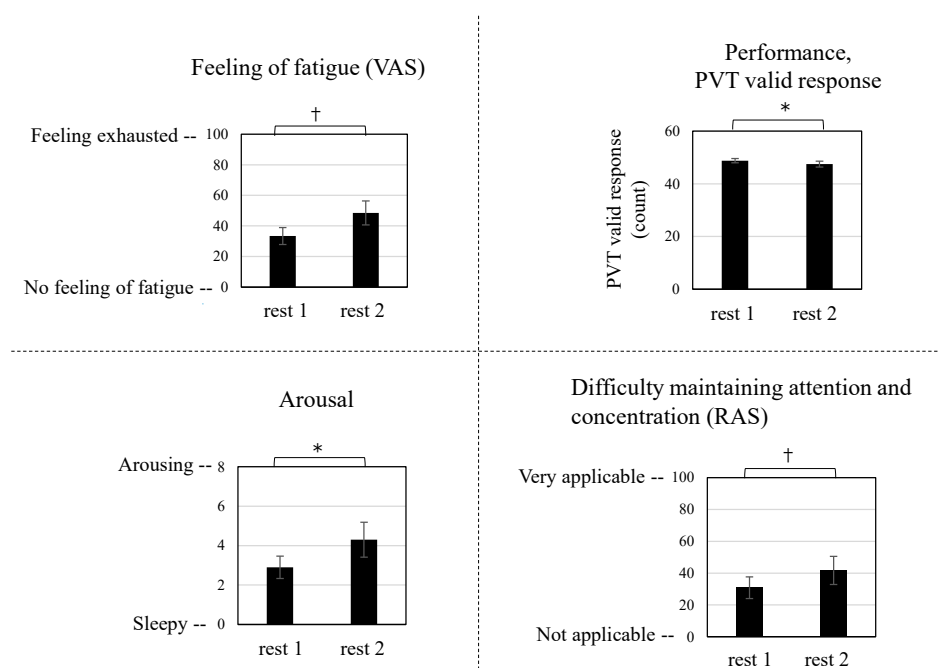 Feeling of fatigue (VAS)
†
Feeling exhausted -- 100
80
60
40
20
No feeling of fatigue -- 0
rest 1 rest 2
Performance,
PVT valid response
*
PVT valid response
(count)
60
40
20
0
rest 1 rest 2
Arousal
*
Arousing -- 8
6
4
2
Sleepy -- 0
rest 1 rest 2
Difficulty maintaining attention and
concentration (RAS)
†
Very applicable -- 100
80
60
40
20
Not applicable -- 0
rest 1 rest 2